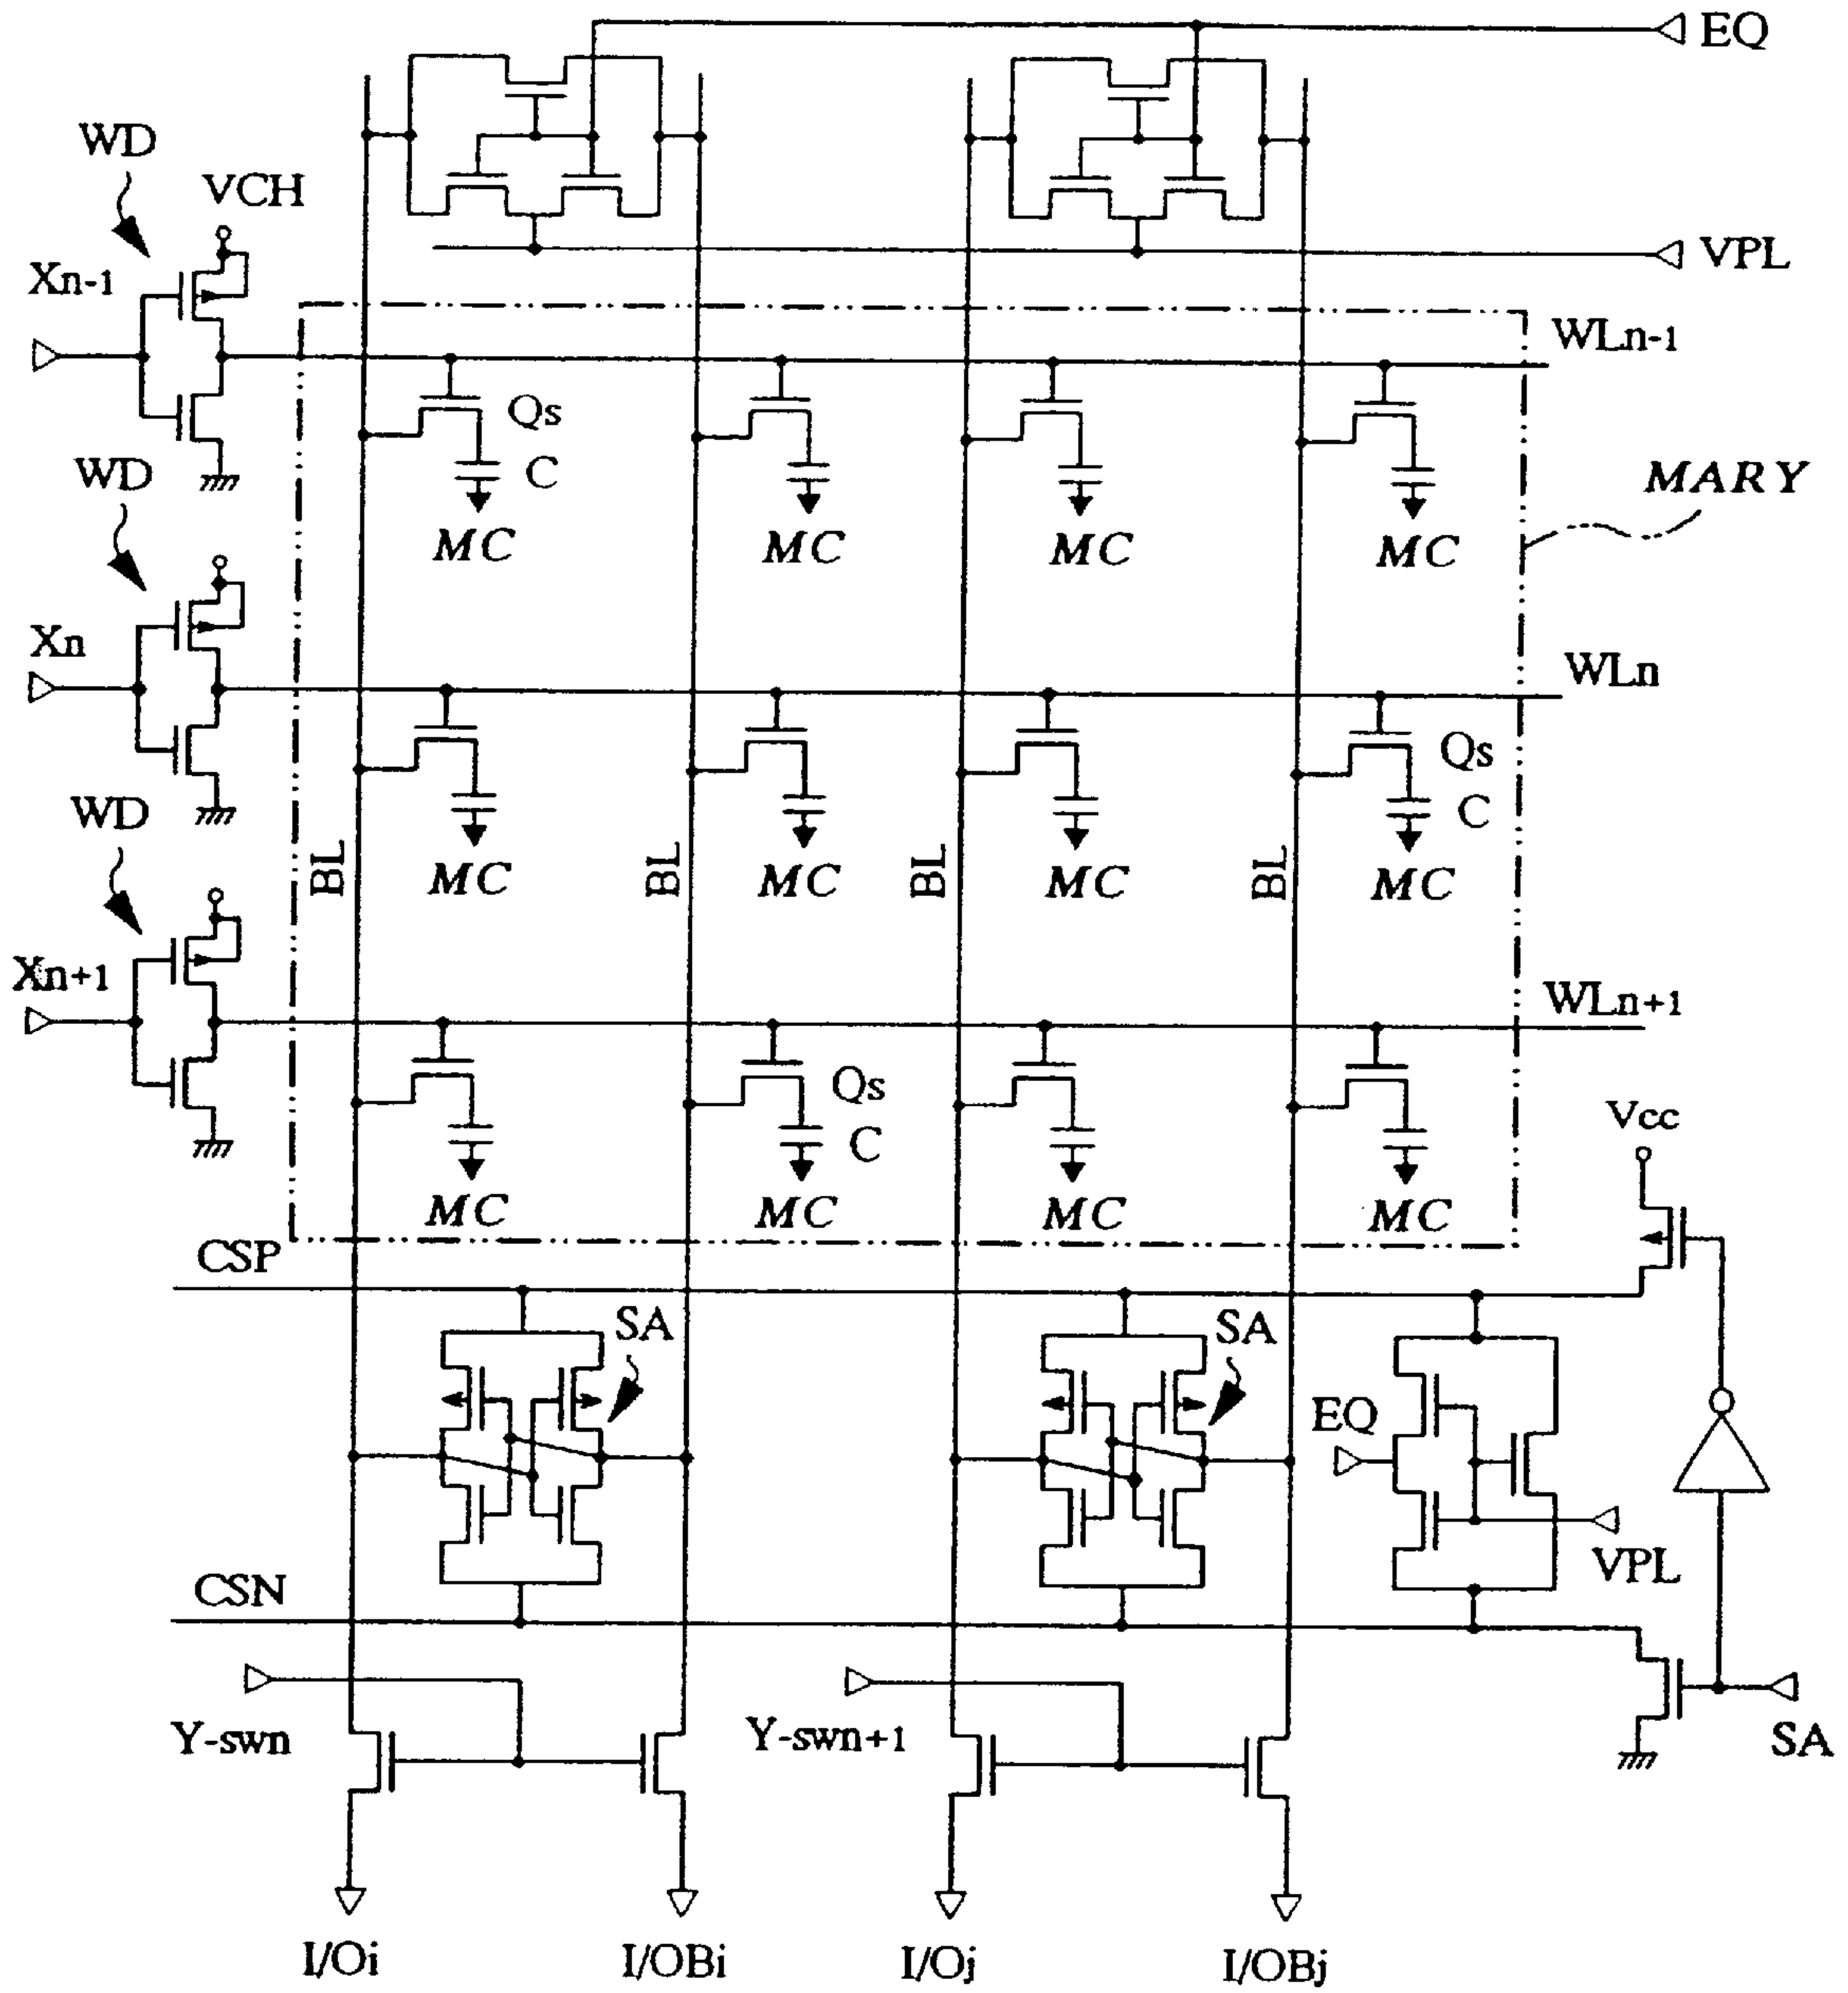 EQ
WD
VCH
VPL
Xn-1
WLn-1
Qs
C
WD
MARY
MC MC MC MC
Xn
WLn
Qs
C
WD
BL BL BL BL
MC MC MC MC
Xn+1
WLn+1
Qs
C
Vcc
MC MC MC MC
CSP
SA SA
EQ
VPL
CSN
Y-swn Y-swn+1 SA
I/Oi I/OBi I/Oj I/OBj